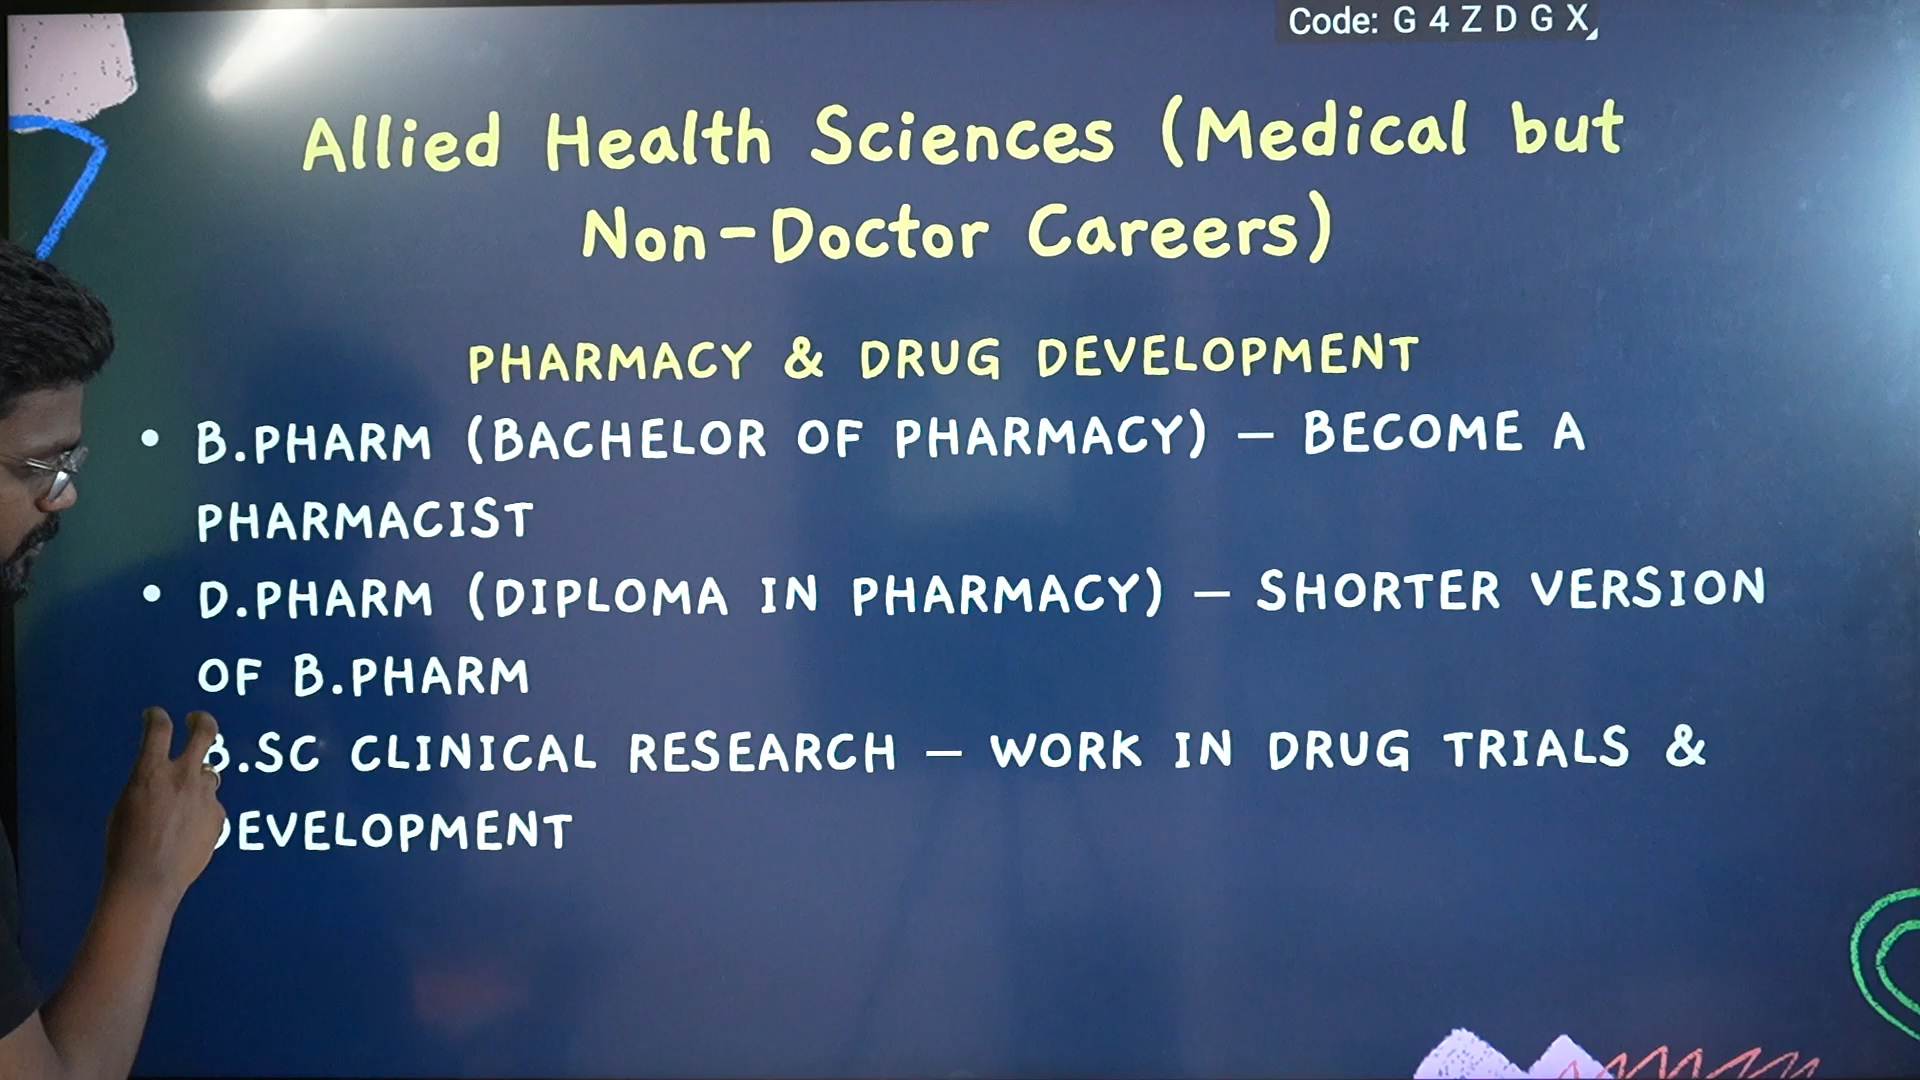 Code: G 4 Z D G X
Allied Health Sciences (Medical but
Non-Doctor Careers)
PHARMACY & DRUG DEVELOPMENT
• B.PHARM (BACHELOR OF PHARMACY) — BECOME A
PHARMACIST
• D.PHARM (DIPLOMA IN PHARMACY) — SHORTER VERSION
OF B.PHARM
B.SC CLINICAL RESEARCH — WORK IN DRUG TRIALS &
DEVELOPMENT